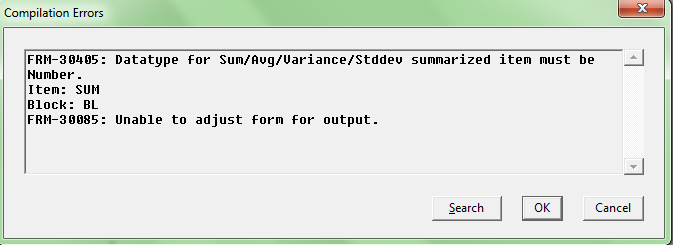 Compilation Errors
FRM-30405: Datatype for Sum/Avg/Variance/Stddev summarized item must be
Number.
Item: SUM
Block: BL
FRM-30085: Unable to adjust form for output.
Search
OK
Cancel